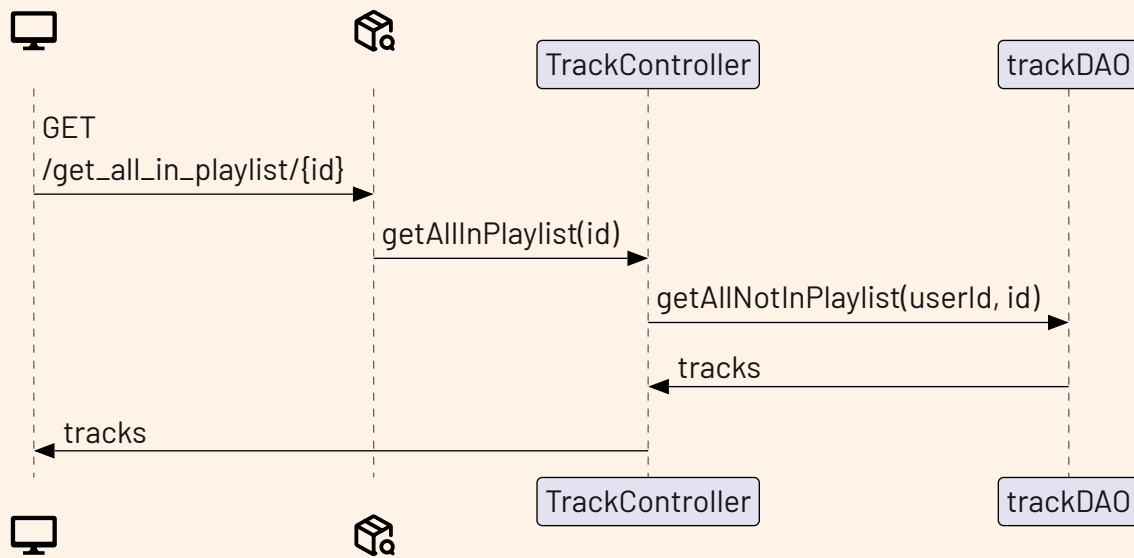 TrackController
trackDAO
GET
/get_all_in_playlist/{id}
getAllInPlaylist(id)
getAllNotInPlaylist(userId, id)
tracks
tracks
TrackController
trackDAO